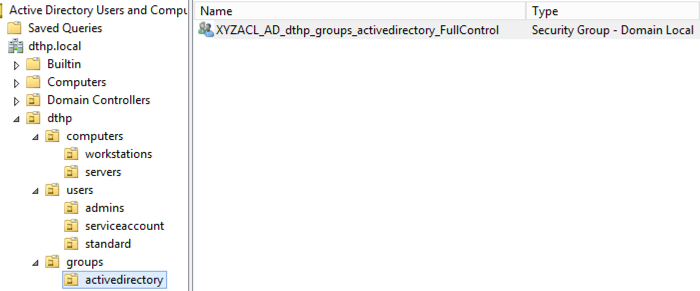 Active Directory Users and Compu
Name
Type
Saved Queries
XYZACL_AD_dthp_groups_activedirectory_FullControl
Security Group - Domain Local
dthp.local
Builtin
Computers
Domain Controllers
dthp
computers
workstations
servers
users
admins
serviceaccount
standard
groups
activedirectory